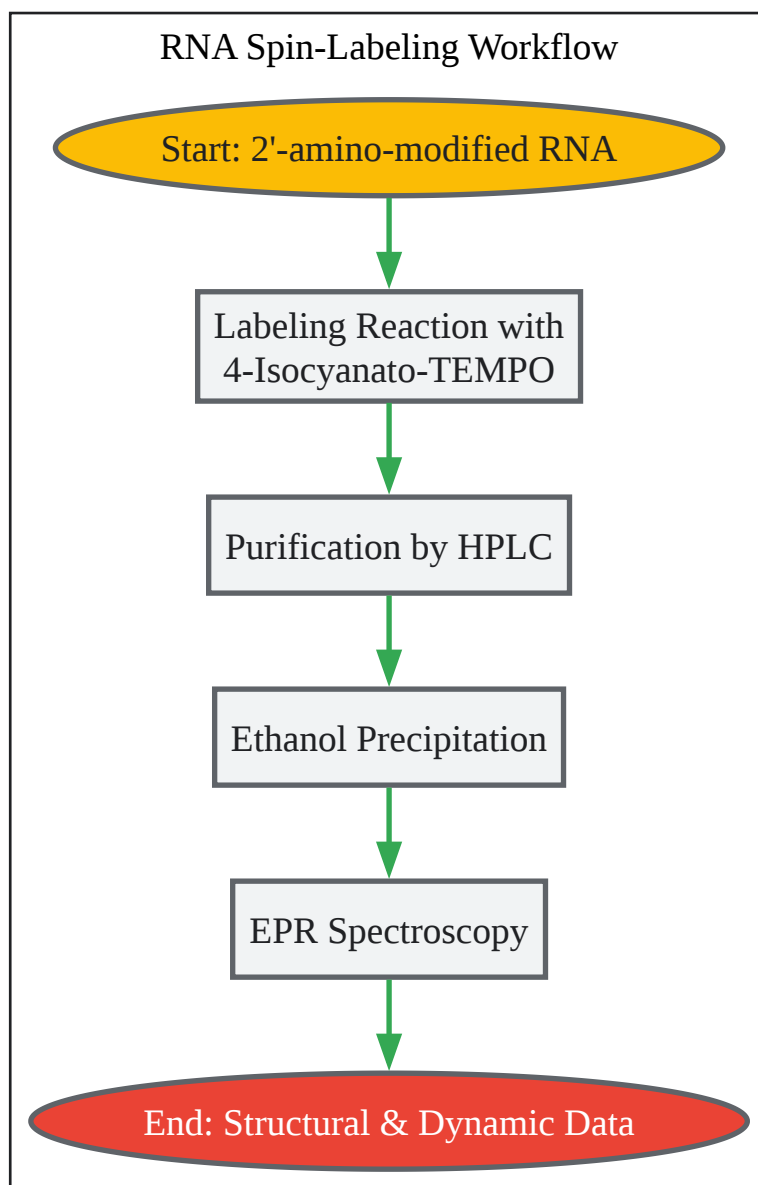 RNA Spin-Labeling Workflow
Start: 2'-amino-modified RNA
Labeling Reaction with
4-Isocyanato-TEMPO
Purification by HPLC
Ethanol Precipitation
EPR Spectroscopy
End: Structural & Dynamic Data